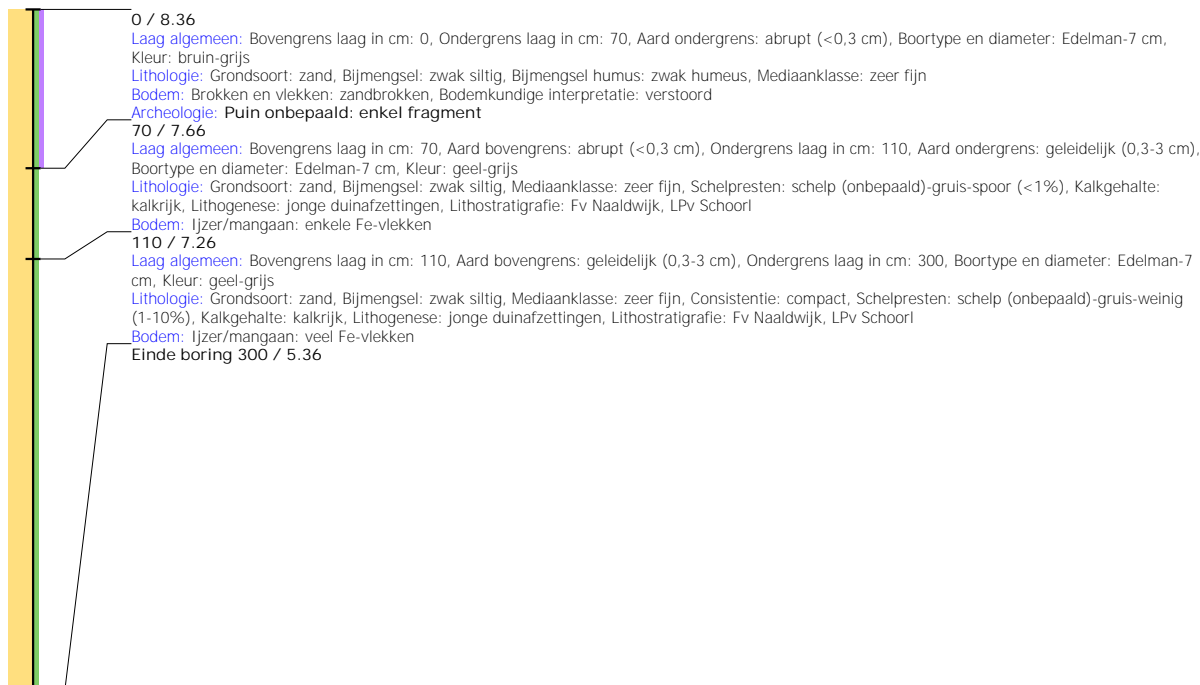 0 / 8.36
Laag algemeen: Bovengrens laag in cm: 0, Ondergrens laag in cm: 70, Aard ondergrens: abrupt (<0,3 cm), Boortype en diameter: Edelman-7 cm,
Kleur: bruin-grijs
Lithologie: Grondsoort: zand, Bijmengsel: zwak siltig, Bijmengsel humus: zwak humeus, Mediaanklasse: zeer fijn
Bodem: Brokken en vlekken: zandbrokken, Bodemkundige interpretatie: verstoord
Archeologie: Puin onbepaald: enkel fragment
70 / 7.66
Laag algemeen: Bovengrens laag in cm: 70, Aard bovengrens: abrupt (<0,3 cm), Ondergrens laag in cm: 110, Aard ondergrens: geleidelijk (0,3-3 cm),
Boortype en diameter: Edelman-7 cm, Kleur: geel-grijs
Lithologie: Grondsoort: zand, Bijmengsel: zwak siltig, Mediaanklasse: zeer fijn, Schelpresten: schelp (onbepaald)-gruis-spoor (<1%), Kalkgehalte:
kalkrijk, Lithogenese: jonge duinafzettingen, Lithostratigrafie: Fv Naaldwijk, LPv Schoorl
Bodem: Ijzer/mangaan: enkele Fe-vlekken
110 / 7.26
Laag algemeen: Bovengrens laag in cm: 110, Aard bovengrens: geleidelijk (0,3-3 cm), Ondergrens laag in cm: 300, Boortype en diameter: Edelman-7
cm, Kleur: geel-grijs
Lithologie: Grondsoort: zand, Bijmengsel: zwak siltig, Mediaanklasse: zeer fijn, Consistentie: compact, Schelpresten: schelp (onbepaald)-gruis-weinig
(1-10%), Kalkgehalte: kalkrijk, Lithogenese: jonge duinafzettingen, Lithostratigrafie: Fv Naaldwijk, LPv Schoorl
Bodem: Ijzer/mangaan: veel Fe-vlekken
Einde boring 300 / 5.36